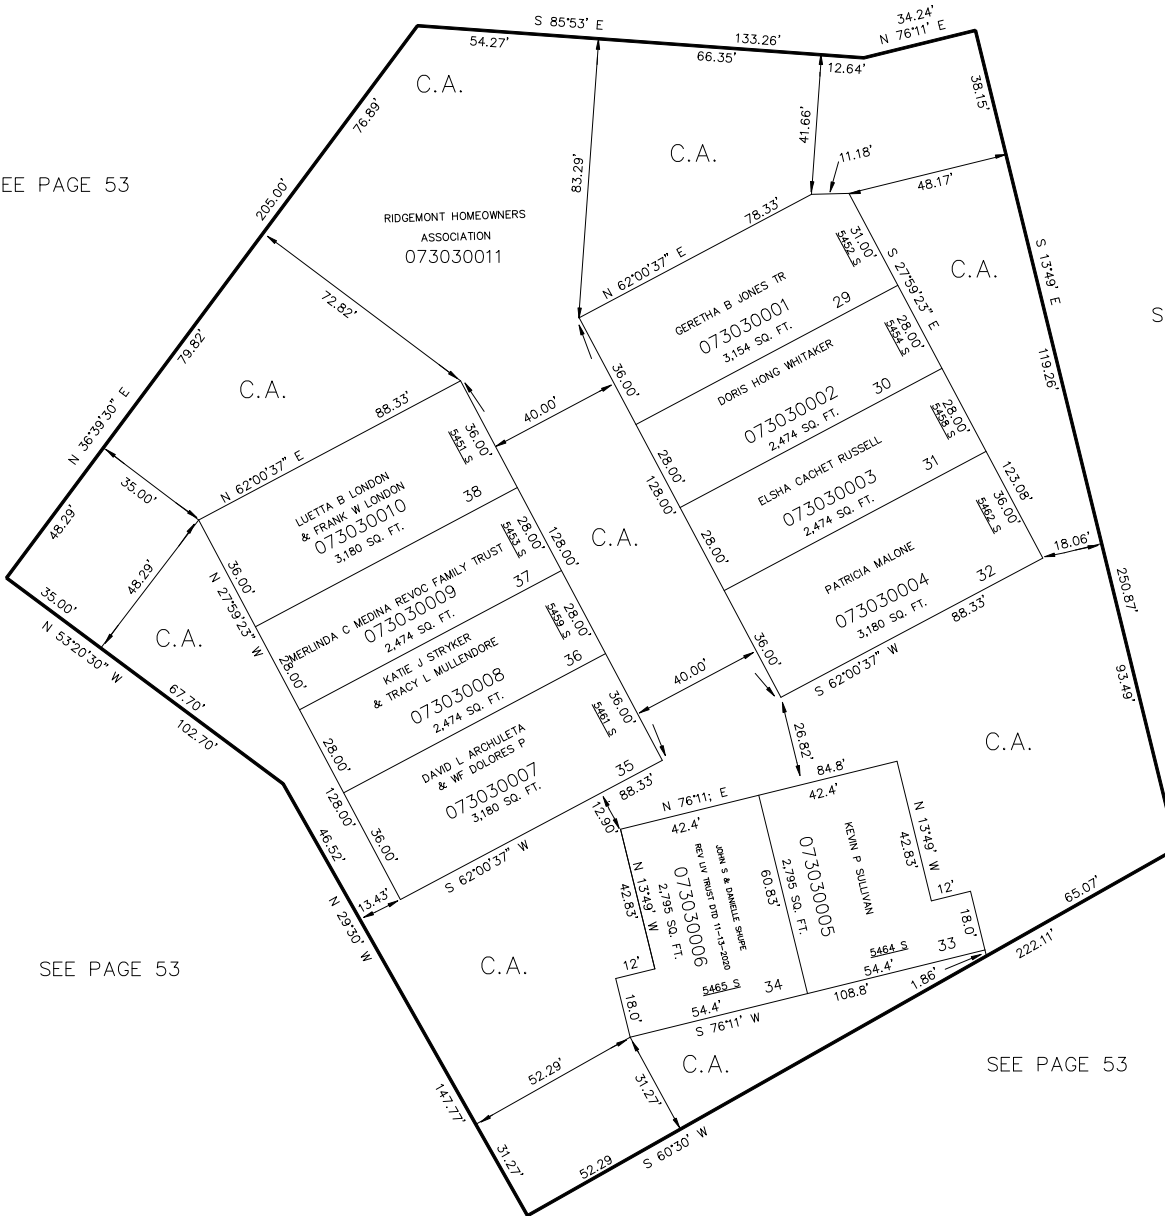 S 85°53' E
54.27'
133.26'
66.35'
12.64'
34.24'
N 76°11' E
38.15'
C.A.
76.89'
EE PAGE 53
205.00'
RIDGEMONT HOMEOWNERS
ASSOCIATION
073030011
83.29'
C.A.
41.66'
11.18'
48.17'
78.33'
N 62°00'37" E
72.82'
79.82'
N 36°39'30" E
C.A.
S 13°49' E
119.26'
C.A.
S
31.00'
5452 S
S 27°59'23" E
GERETHA B JONES TR
073030001
3,154 SQ. FT.
29
28.00'
5454 S
DORIS HONG WHITAKER
073030002
2,474 SQ. FT.
30
28.00'
5458 S
ELSHA CACHET RUSSELL
073030003
2,474 SQ. FT.
31
123.08'
36.00'
5462 S
PATRICIA MALONE
073030004
3,180 SQ. FT.
32
88.33'
S 62°00'37" W
18.06'
250.87'
93.49'
36.00'
28.00'
128.00'
28.00'
36.00'
40.00'
C.A.
40.00'
88.33'
N 62°00'37" E
35.00'
48.29'
48.29'
35.00'
N 53°20'30" W
C.A.
67.70'
102.70'
36.00'
5451 S
LUETTA B LONDON
& FRANK W LONDON
073030010
3,180 SQ. FT.
38
28.00'
5453 S
128.00'
MERLINDA C MEDINA REVOC FAMILY TRUST
073030009
2,474 SQ. FT.
37
28.00'
5459 S
KATIE J STRYKER
& TRACY L MULLENDORE
073030008
2,474 SQ. FT.
36
36.00'
5461 S
DAVID L ARCHULETA
& WF DOLORES P
073030007
3,180 SQ. FT.
35
88.33'
S 62°00'37" W
36.00'
N 27°59'23" W
28.00'
28.00'
128.00'
36.00'
46.52'
13.43'
N 29°30' W
12.90'
26.82'
C.A.
84.8'
N 76°11; E
42.4'
42.4'
N 13°49' W
42.83'
12'
18.0'
KEVIN P SULLIVAN
073030005
2,795 SQ. FT.
5464 S
33
54.4'
60.83'
JOHN S & DANIELLE SHUPE
REV LIV TRUST DTD 11-13-2020
073030006
2,795 SQ. FT.
5465 S
34
54.4'
N 13°49' W
42.83'
12'
18.0'
S 76°11' W
108.8'
1.86'
65.07'
222.11'
SEE PAGE 53
C.A.
C.A.
SEE PAGE 53
52.29'
31.27'
147.77'
31.27'
52.29
S 60°30' W